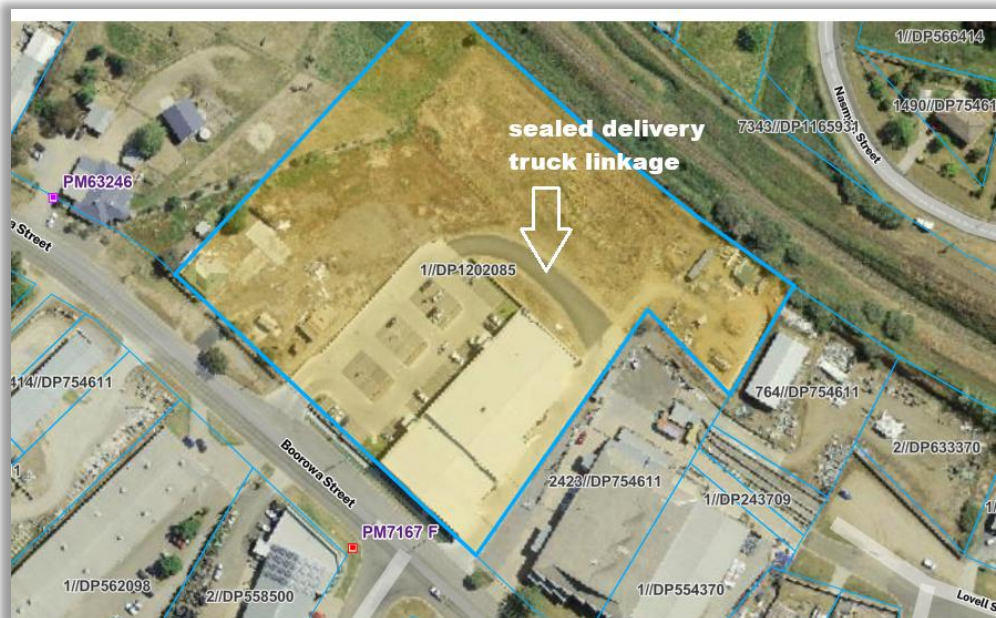 1//DP566414
1490//DP75461
Nasmyth Street
7343//DP1165931
sealed delivery
truck linkage
PM63246
a Street
1//DP1202085
414//DP754611
764//DP754611
Boorowa Street
2//DP633370
2423//DP754611
1//DP243709
PM7167 F
1//DP562098
2//DP558500
1//DP554370
Lovell S